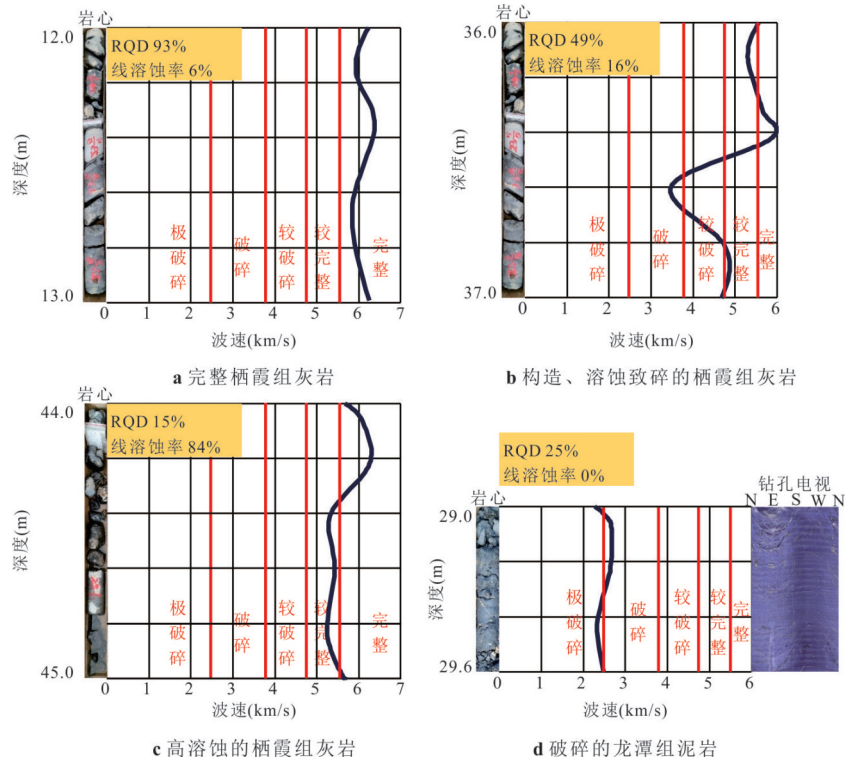 岩心
12.0
RQD 93%
线溶蚀率 6%
深度(m)
极破碎
破碎
较破碎
较完整
完整
13.0
0 1 2 3 4 5 6 7
波速(km/s)
a 完整栖霞组灰岩
岩心
36.0
RQD 49%
线溶蚀率 16%
深度(m)
极破碎
破碎
较破碎
较完整
完整
37.0
0 1 2 3 4 5 6
波速(km/s)
b 构造、溶蚀致碎的栖霞组灰岩
岩心
44.0
RQD 15%
线溶蚀率 84%
深度(m)
极破碎
破碎
较破碎
较完整
完整
45.0
0 1 2 3 4 5 6 7
波速(km/s)
c 高溶蚀的栖霞组灰岩
RQD 25%
线溶蚀率 0%
岩心
钻孔电视
N E S W N
29.0
深度(m)
极破碎
破碎
较破碎
较完整
完整
29.6
0 1 2 3 4 5 6
波速(km/s)
d 破碎的龙潭组泥岩